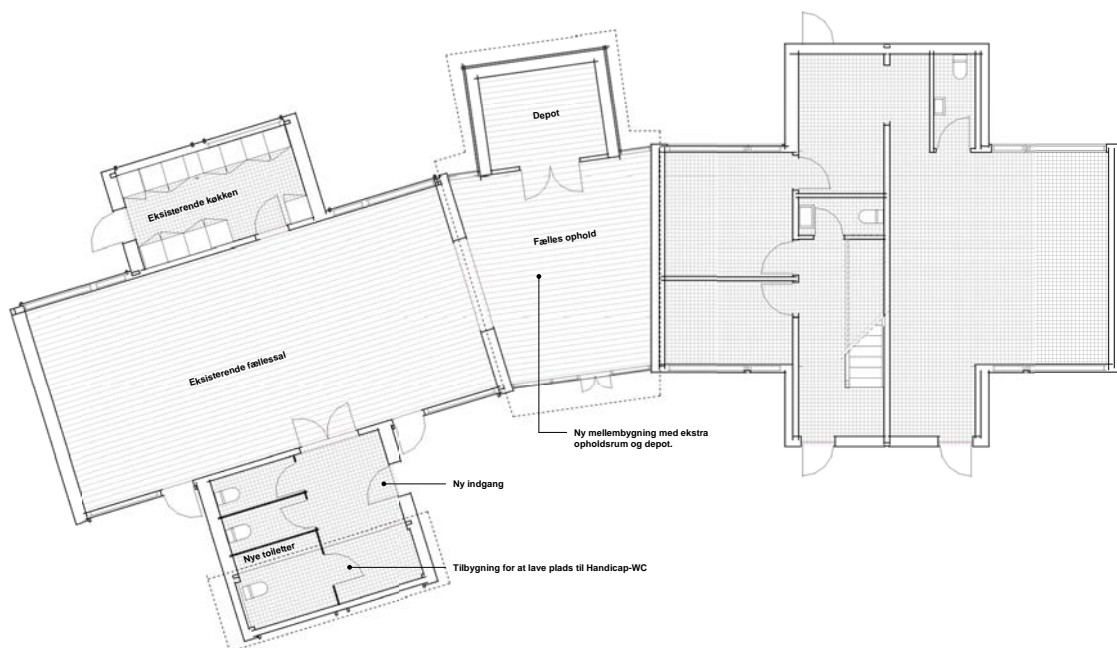 Depot
Eksisterende køkken
Fælles ophold
Eksisterende fællessal
Ny mellembygning med ekstra
opholdsrum og depot.
Ny indgang
Nye toiletter
Tilbygning for at lave plads til Handicap-WC